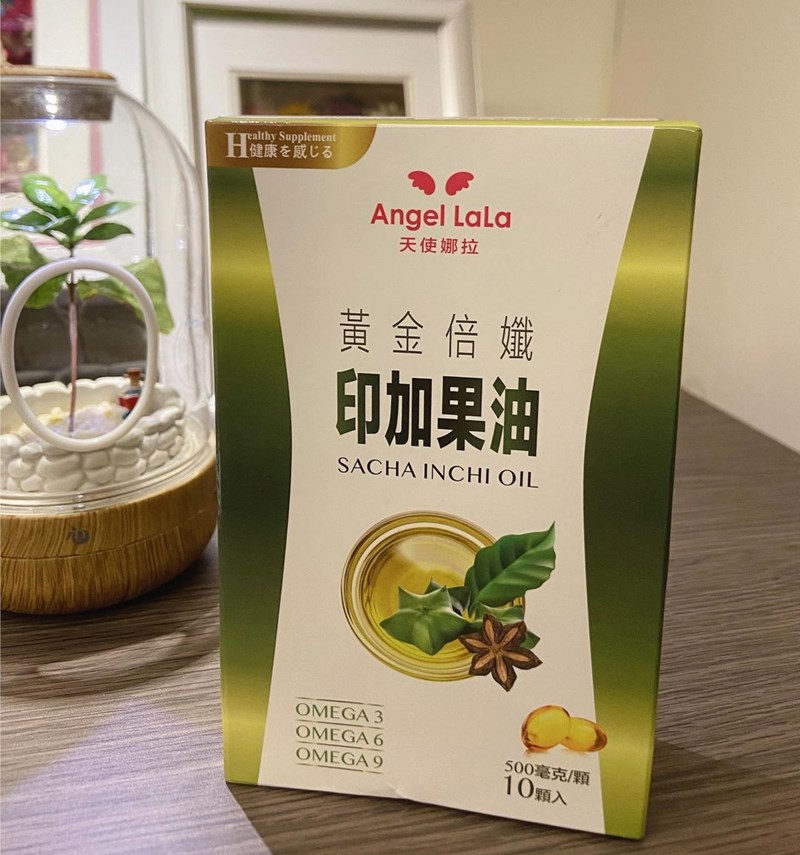 Healthy Supplement
健康を感じる
Angel LaLa
天使娜拉
黃金倍孅
印加果油
SACHA INCHI OIL
OMEGA 3
OMEGA 6
OMEGA 9
500毫克/顆
10顆入